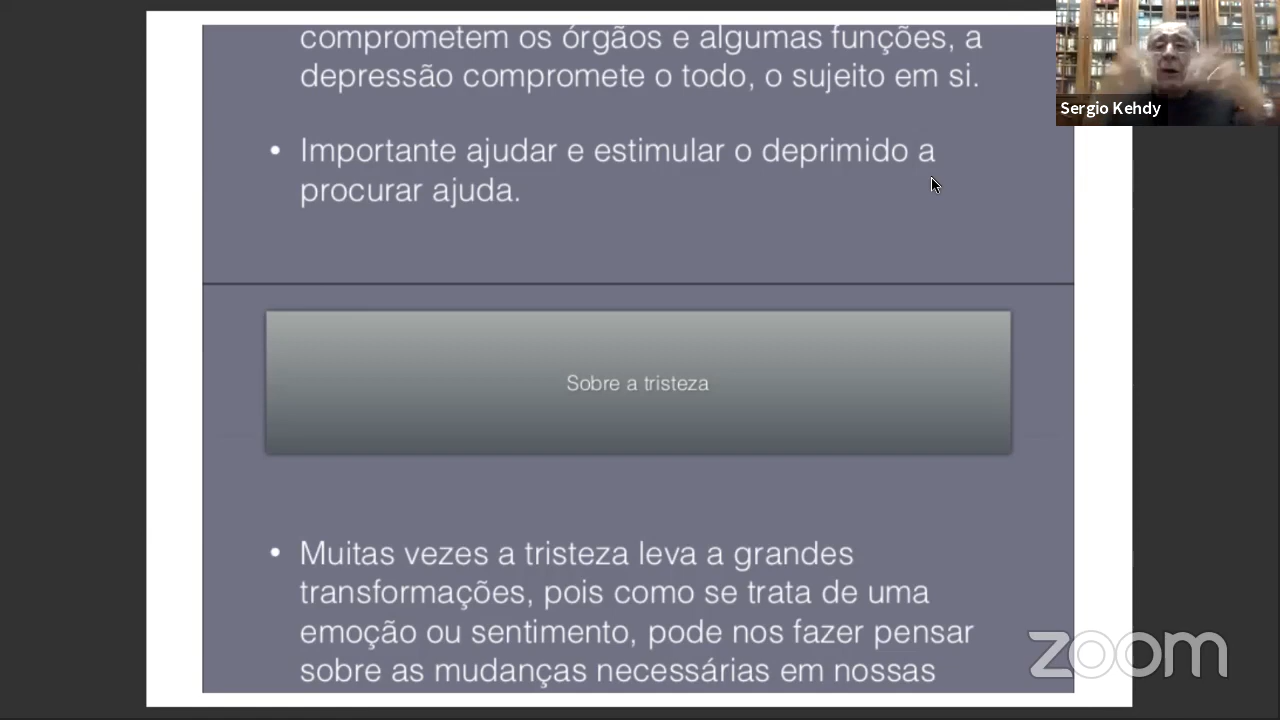 comprometem os órgãos e algumas funções, a
depressão compromete o todo, o sujeito em si.
Sergio Kehdy
• Importante ajudar e estimular o deprimido a
procurar ajuda.
Sobre a tristeza
• Muitas vezes a tristeza leva a grandes
transformações, pois como se trata de uma
emoção ou sentimento, pode nos fazer pensar
sobre as mudanças necessárias em nossas
zoom